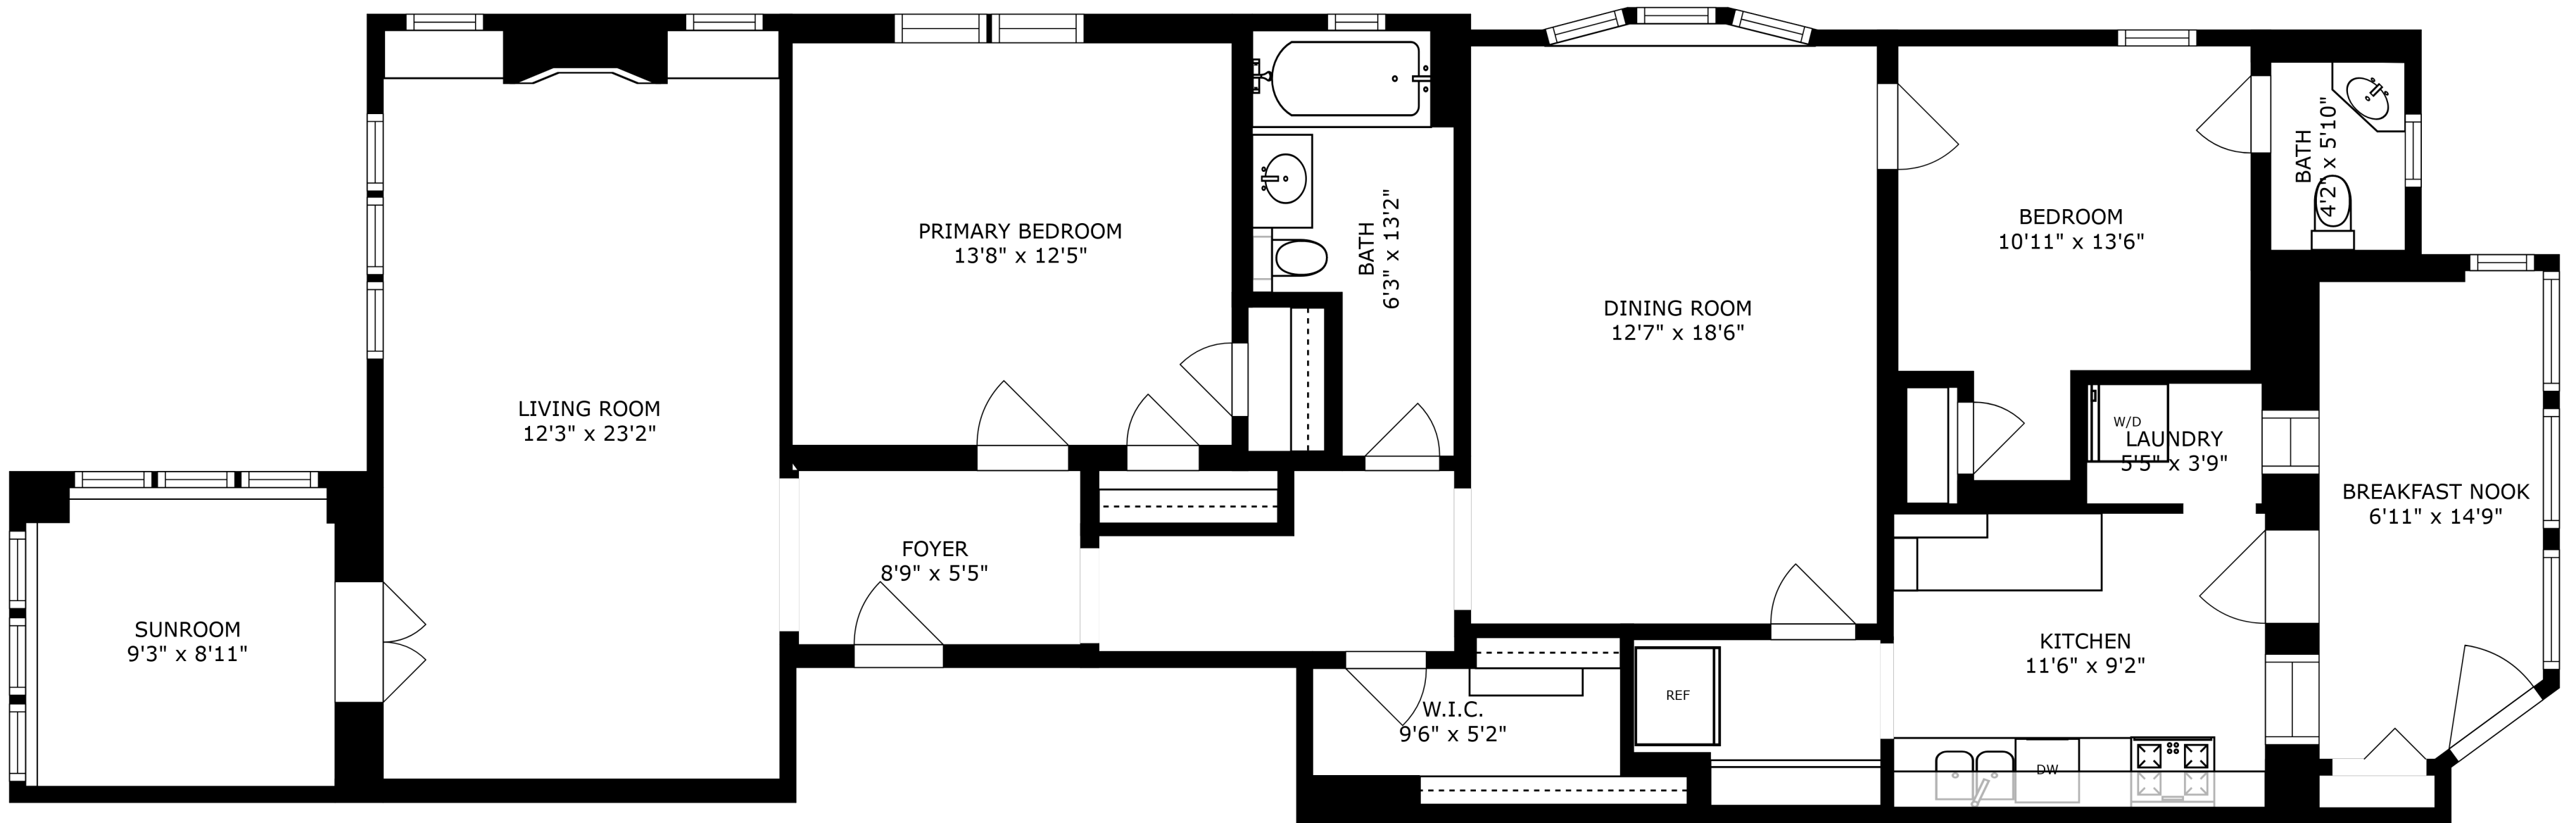 LIVING ROOM
12'3" x 23'2"
SUNROOM
9'3" x 8'11"
PRIMARY BEDROOM
13'8" x 12'5"
FOYER
8'9" x 5'5"
BATH
6'3" x 13'2"
DINING ROOM
12'7" x 18'6"
W.I.C.
9'6" x 5'2"
REF
BEDROOM
10'11" x 13'6"
BATH
4'2" x 5'10"
W/D
LAUNDRY
5'5" x 3'9"
BREAKFAST NOOK
6'11" x 14'9"
KITCHEN
11'6" x 9'2"
DW